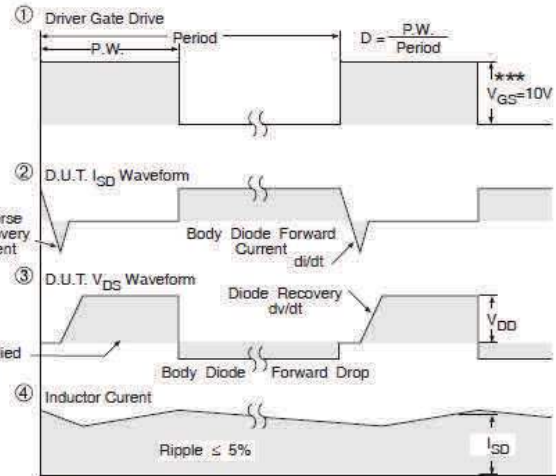 ① Driver Gate Drive
P.W.
Period
D = P.W.
Period
***
VGS=10V
② D.U.T. ISD Waveform
Body Diode Forward
Current
di/dt
③ D.U.T. VDS Waveform
Diode Recovery
dv/dt
VDD
Body Diode Forward Drop
④ Inductor Curent
Ripple ≤ 5%
ISD